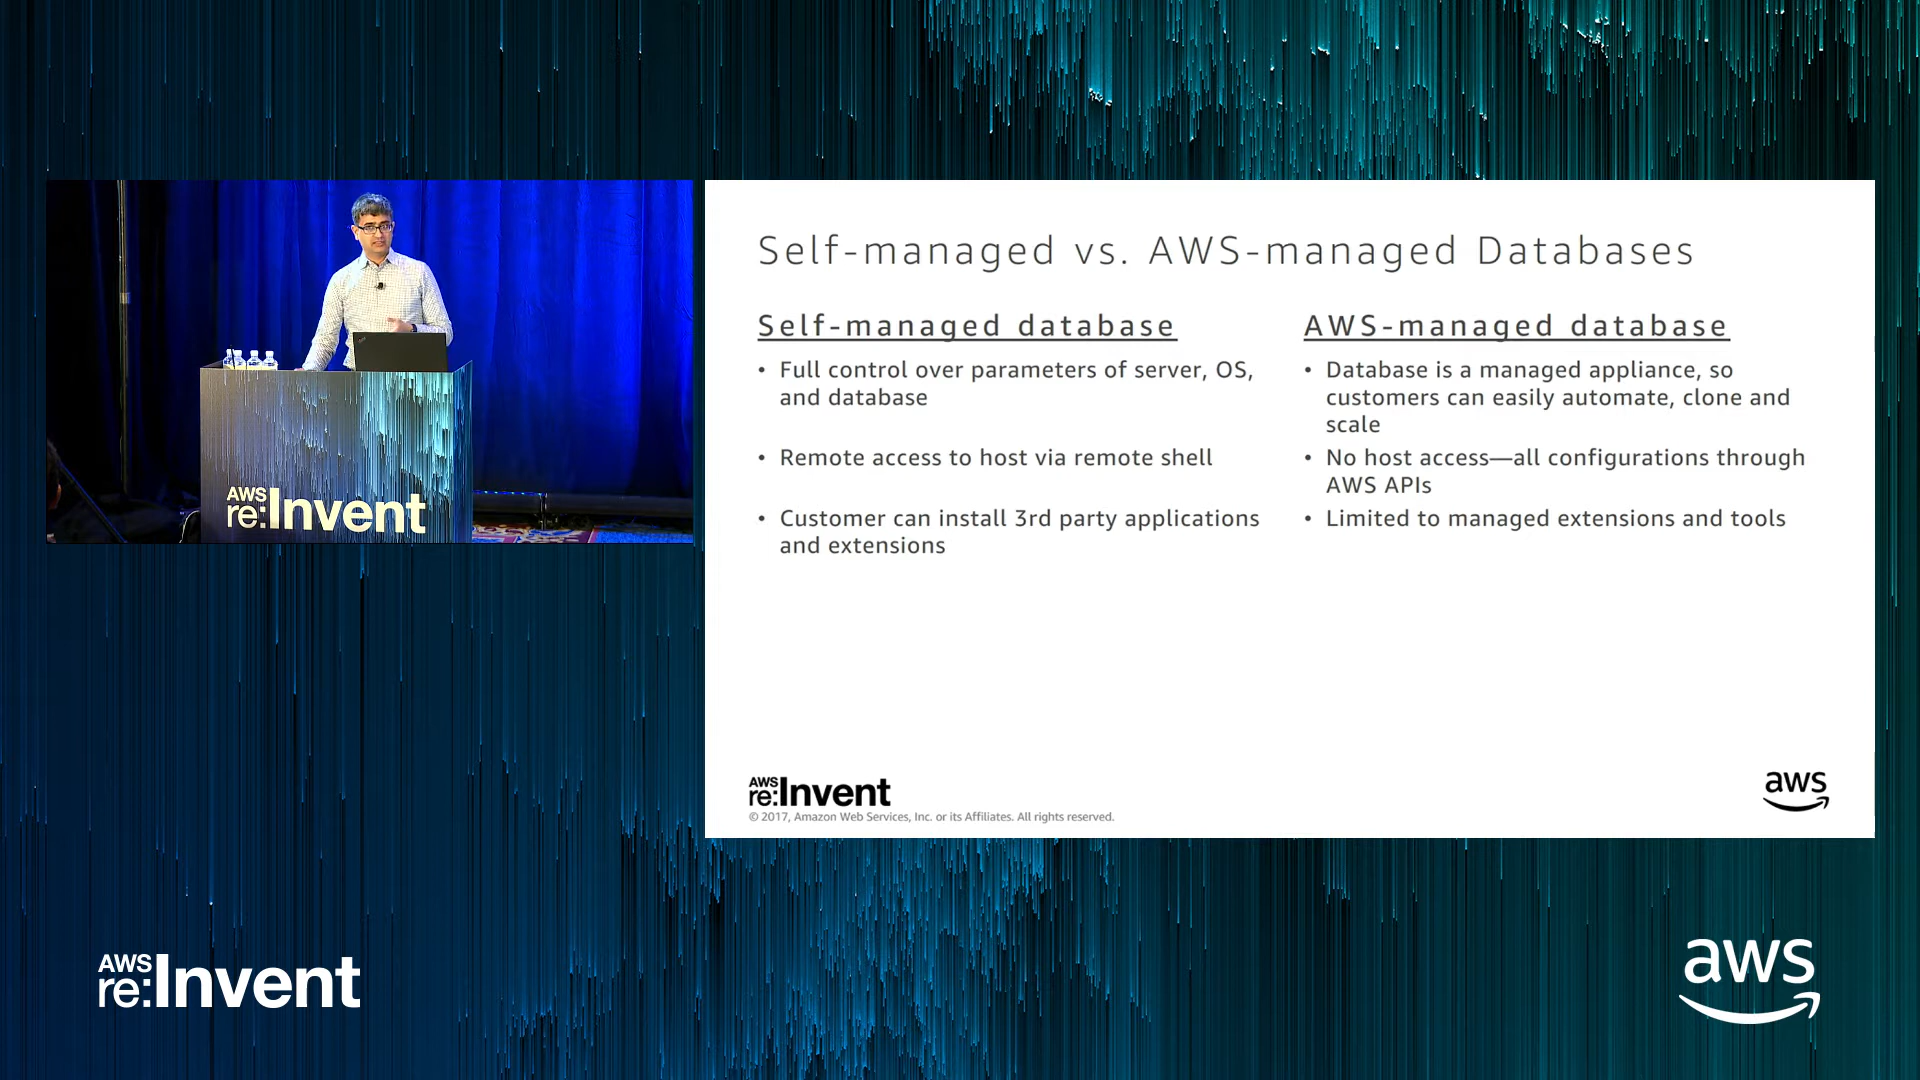 Self-managed vs. AWS-managed Databases
Self-managed database
• Full control over parameters of server, OS,
and database
• Remote access to host via remote shell
• Customer can install 3rd party applications
and extensions
AWS-managed database
• Database is a managed appliance, so
customers can easily automate, clone and
scale
• No host access—all configurations through
AWS APIs
• Limited to managed extensions and tools
AWS
re:Invent
© 2017, Amazon Web Services, Inc. or its Affiliates. All rights reserved.
aws
AWS
re:Invent
AWS
re:Invent
aws